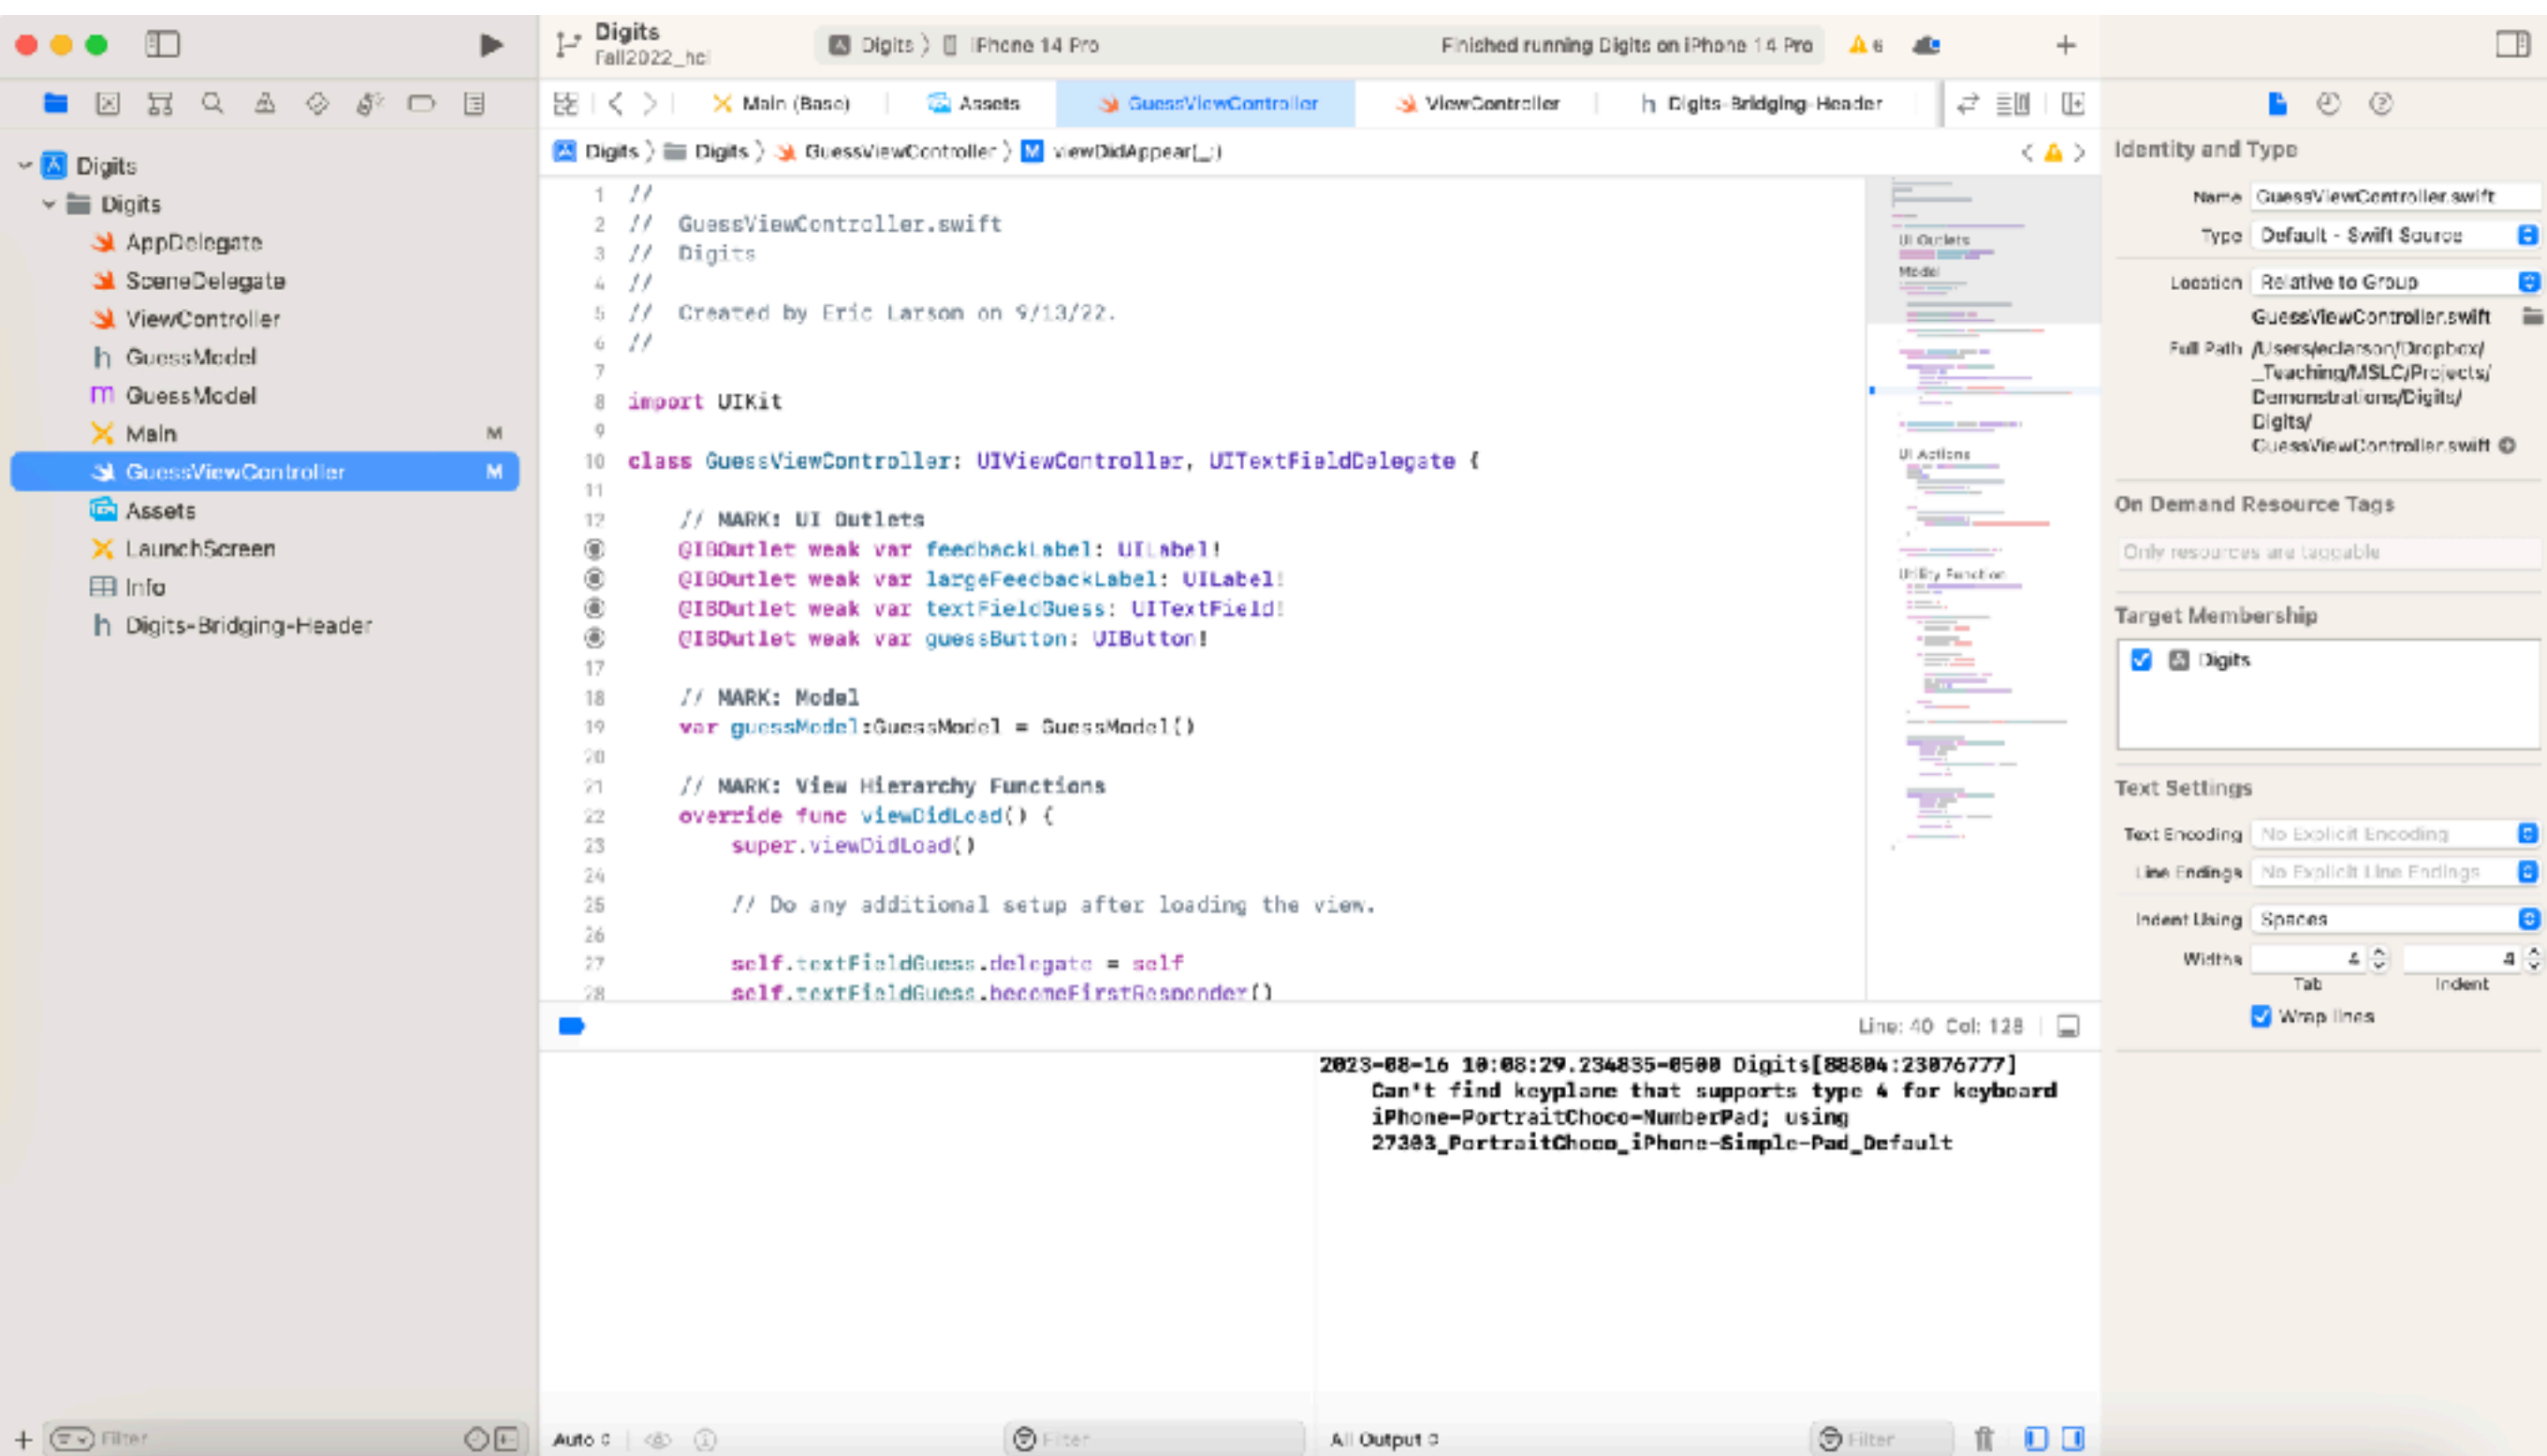 Digits
Fall2022_hci
Digits 〉 iPhone 14 Pro
Finished running Digits on iPhone 14 Pro
6
Main (Base)
Assets
GuessViewController
ViewController
Digits-Bridging-Header
Digits 〉 Digits 〉 GuessViewController 〉 M viewDidAppear(_:)
Digits
Digits
AppDelegate
SceneDelegate
ViewController
h GuessModel
m GuessModel
Main M
GuessViewController M
Assets
LaunchScreen
Info
h Digits-Bridging-Header
Filter
1 //
2 //  GuessViewController.swift
3 //  Digits
4 //
5 //  Created by Eric Larson on 9/13/22.
6 //
7
8 import UIKit
9
10 class GuessViewController: UIViewController, UITextFieldDelegate {
11
12     // MARK: UI Outlets
@IBOutlet weak var feedbackLabel: UILabel!
@IBOutlet weak var largeFeedbackLabel: UILabel!
@IBOutlet weak var textFieldGuess: UITextField!
@IBOutlet weak var guessButton: UIButton!
17
18     // MARK: Model
19     var guessModel:GuessModel = GuessModel()
20
21     // MARK: View Hierarchy Functions
22     override func viewDidLoad() {
23         super.viewDidLoad()
24
25         // Do any additional setup after loading the view.
26
27         self.textFieldGuess.delegate = self
28         self.textFieldGuess.becomeFirstResponder()
UI Outlets
Model
UI Actions
Utility Function
Line: 40 Col: 128
2023-08-16 10:08:29.234835-0500 Digits[88804:23076777]
Can't find keyplane that supports type 4 for keyboard
iPhone-PortraitChoco-NumberPad; using
27303_PortraitChoco_iPhone-Simple-Pad_Default
Auto
Filter
All Output
Filter
Identity and Type
Name GuessViewController.swift
Type Default - Swift Source
Location Relative to Group
GuessViewController.swift
Full Path /Users/eclarson/Dropbox/
_Teaching/MSLC/Projects/
Demonstrations/Digits/
Digits/
GuessViewController.swift
On Demand Resource Tags
Only resources are taggable
Target Membership
Digits
Text Settings
Text Encoding No Explicit Encoding
Line Endings No Explicit Line Endings
Indent Using Spaces
Widths 4 4
Tab Indent
Wrap lines